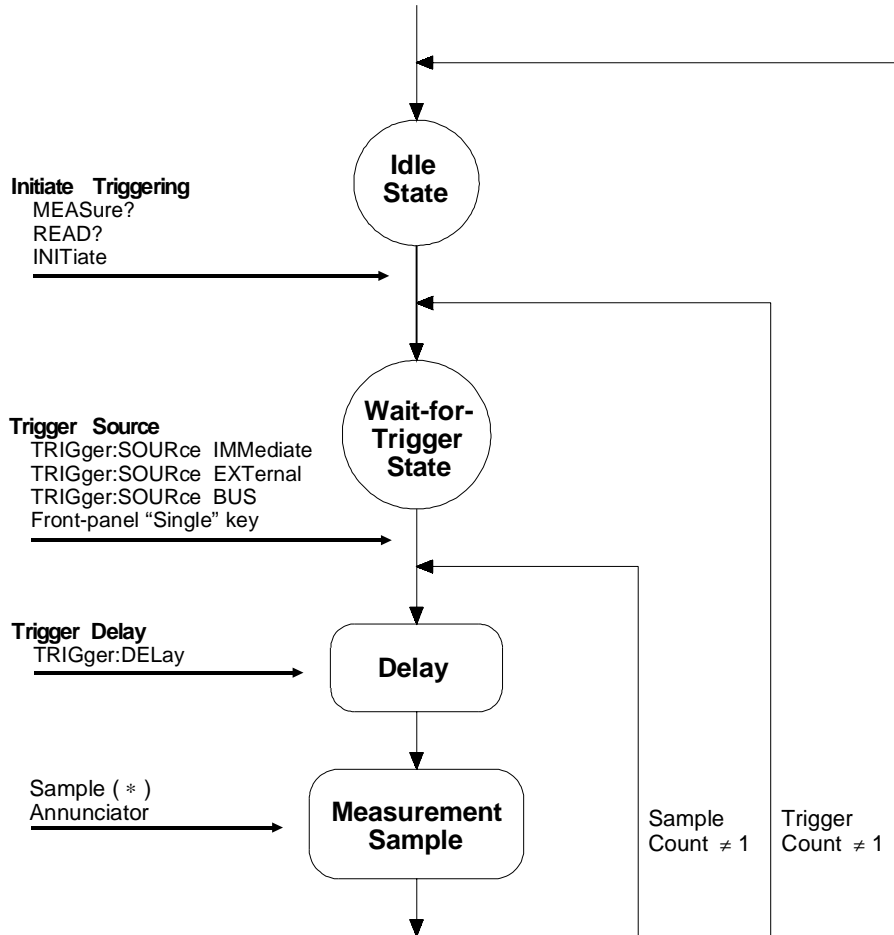 Idle
State
Initiate Triggering
MEASure?
READ?
INITiate
Wait-for-
Trigger
State
Trigger Source
TRIGger:SOURce IMMediate
TRIGger:SOURce EXTernal
TRIGger:SOURce BUS
Front-panel “Single” key
Trigger Delay
TRIGger:DELay
Delay
Sample ( * )
Annunciator
Measurement
Sample
Sample
Count ≠ 1
Trigger
Count ≠ 1